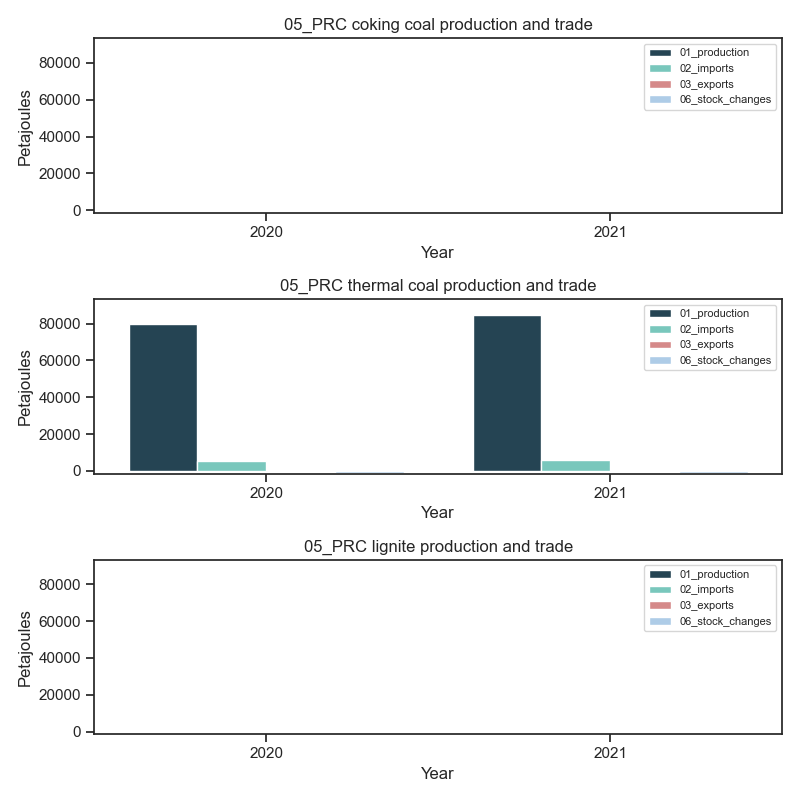 05_PRC coking coal production and trade
80000
60000
40000
20000
0
Petajoules
01_production
02_imports
03_exports
06_stock_changes
2020
2021
Year
05_PRC thermal coal production and trade
80000
60000
40000
20000
0
Petajoules
01_production
02_imports
03_exports
06_stock_changes
2020
2021
Year
05_PRC lignite production and trade
80000
60000
40000
20000
0
Petajoules
01_production
02_imports
03_exports
06_stock_changes
2020
2021
Year